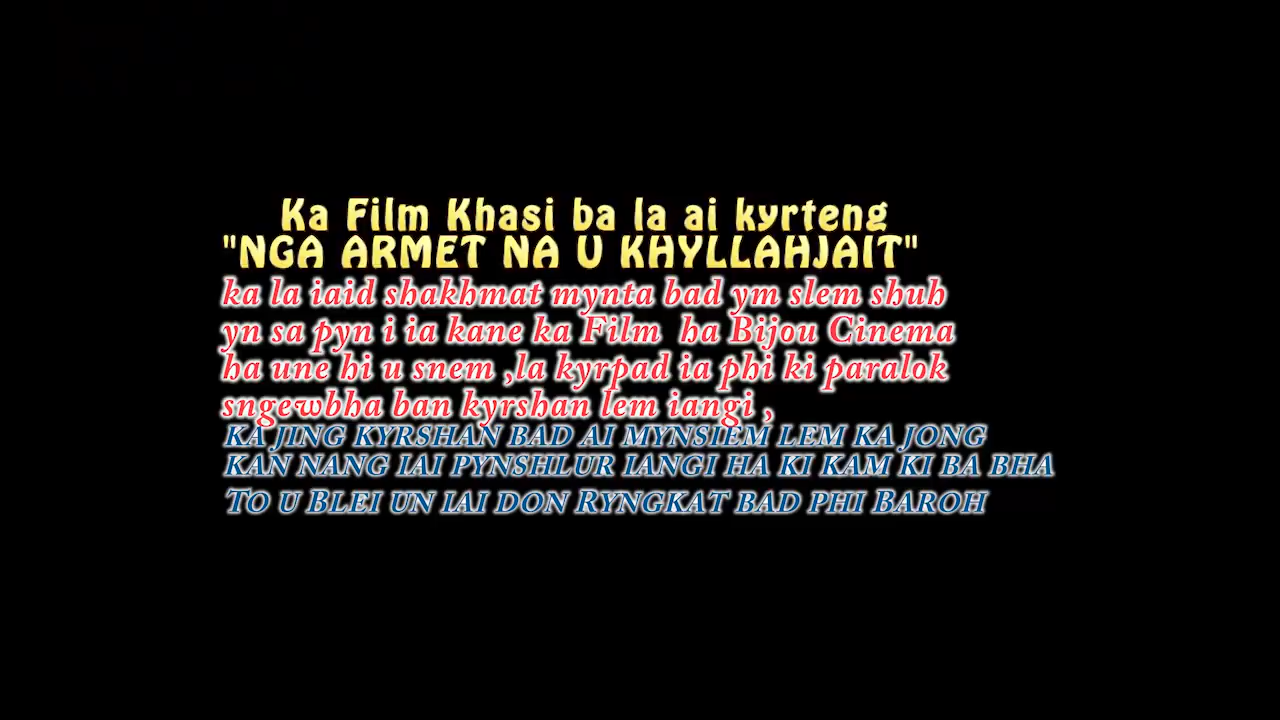 Ka Film Khasi ba la ai kyrteng
"NGA ARMET NA U KHYLLAHJAIT"
ka la iaid shakhmat mynta bad ym slem shuh
yn sa pyn i ia kane ka Film ha Bijou Cinema
ha une hi u snem ,la kyrpad ia phi ki paralok
sngewbha ban kyrshan lem iangi ,
KA JING KYRSHAN BAD AI MYNSIEM LEM KA JONG
KAN NANG IAI PYNSHLUR IANGI HA KI KAM KI BA BHA
TO U BLEI UN IAI DON RYNGKAT BAD PHI BAROH